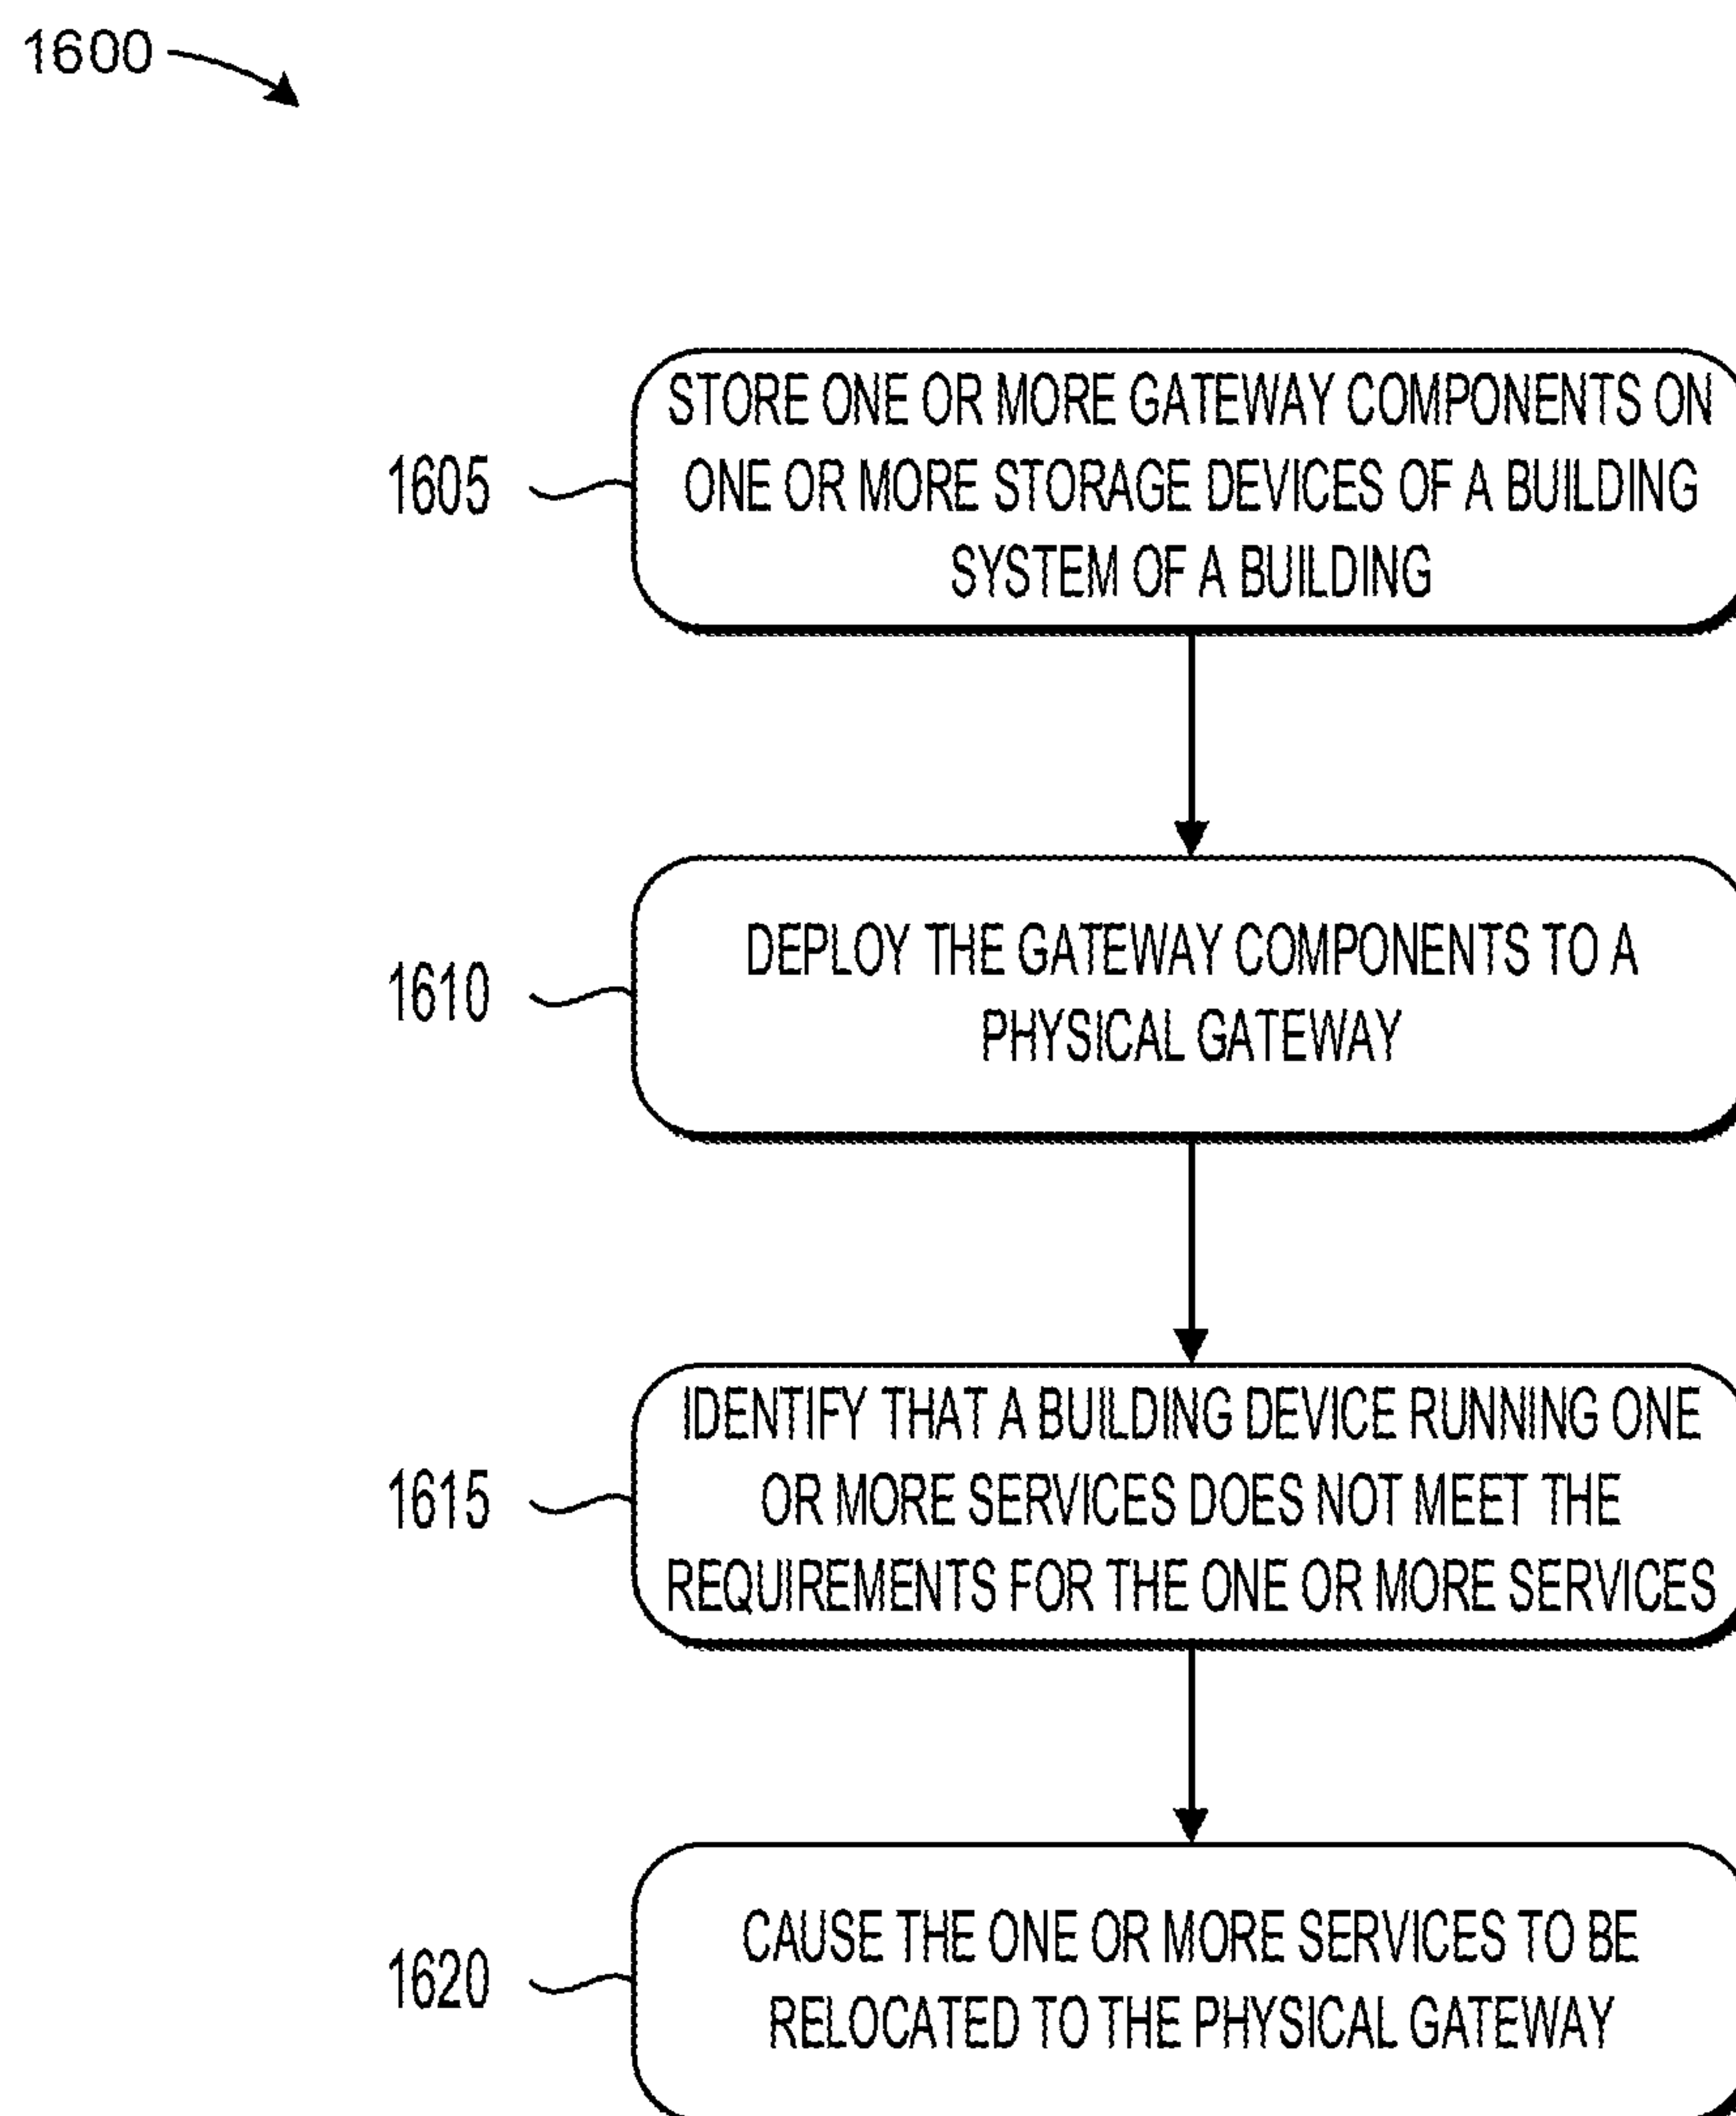 1600
STORE ONE OR MORE GATEWAY COMPONENTS ON
ONE OR MORE STORAGE DEVICES OF A BUILDING
SYSTEM OF A BUILDING
1605
DEPLOY THE GATEWAY COMPONENTS TO A
PHYSICAL GATEWAY
1610
IDENTIFY THAT A BUILDING DEVICE RUNNING ONE
OR MORE SERVICES DOES NOT MEET THE
REQUIREMENTS FOR THE ONE OR MORE SERVICES
1615
CAUSE THE ONE OR MORE SERVICES TO BE
RELOCATED TO THE PHYSICAL GATEWAY
1620